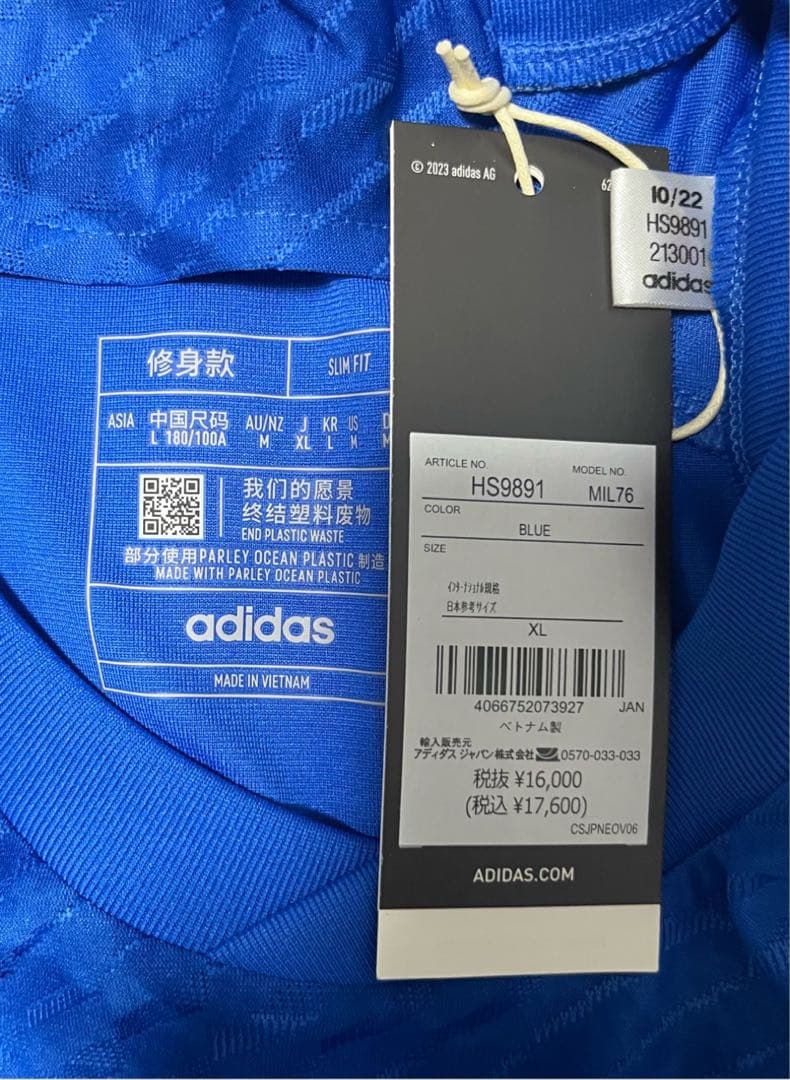 © 2023 adidas AG
62
10/22
HS9891
213001
adidas
修身款
SLIM FIT
ASIA 中国尺码 AU/NZ J KR US D
L 180/100A M XL L M M
我们的愿景
终结塑料废物
END PLASTIC WASTE
部分使用PARLEY OCEAN PLASTIC 制造
MADE WITH PARLEY OCEAN PLASTIC
adidas
MADE IN VIETNAM
ARTICLE NO. MODEL NO.
HS9891 MIL76
COLOR
BLUE
SIZE
ｲﾝﾀｰﾅｼｮﾅﾙ規格
日本参考サイズ
XL
4066752073927 JAN
ベトナム製
輸入販売元
アディダス ジャパン株式会社 0570-033-033
税抜 ¥16,000
(税込 ¥17,600)
CSJPNEOV06
ADIDAS.COM